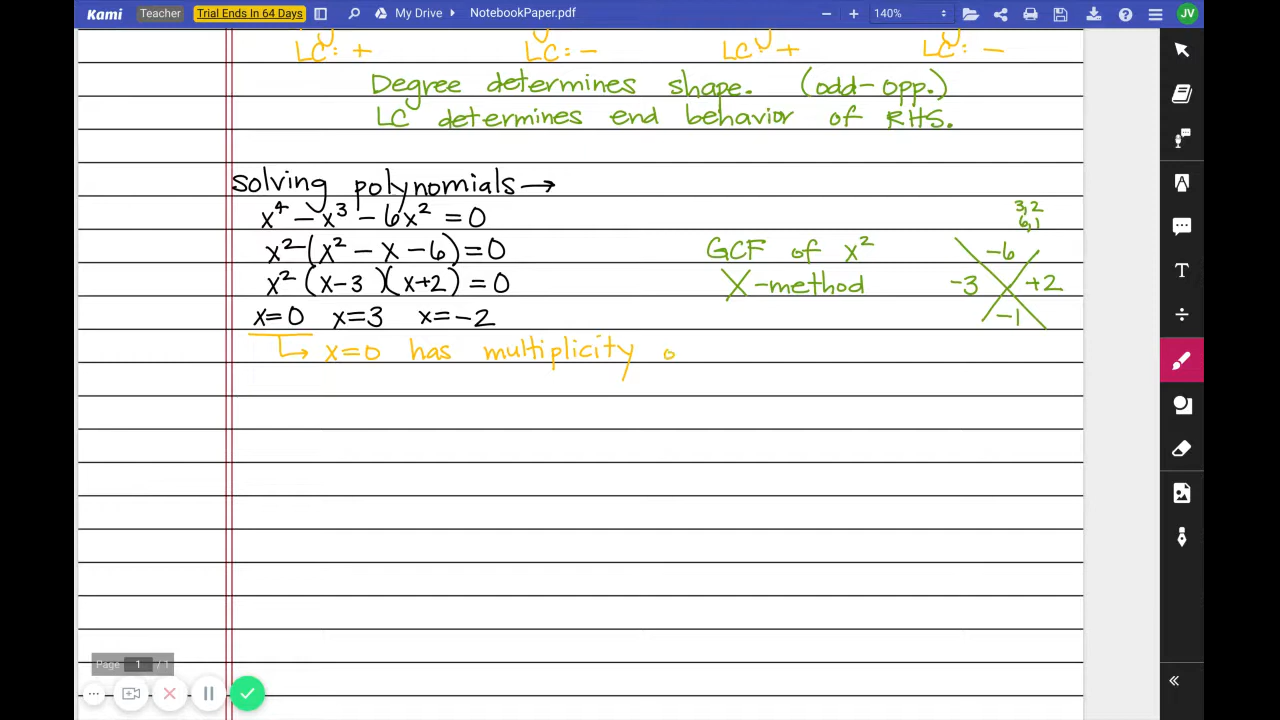 Kami Teacher Trial Ends In 64 Days My Drive NotebookPaper.pdf 140% JV
LC: + LC: - LC: + LC: -
Degree determines shape. (odd-opp.)
LC determines end behavior of RHS.
solving polynomials →
x⁴ - x³ - 6x² = 0
x² (x² - x - 6) = 0
x² (x-3)(x+2) = 0
x=0 x=3 x=-2
↳ x=0 has multiplicity o
GCF of x²
X-method
3,2
6,1
-6
-3 +2
-1
Page 1 / 1